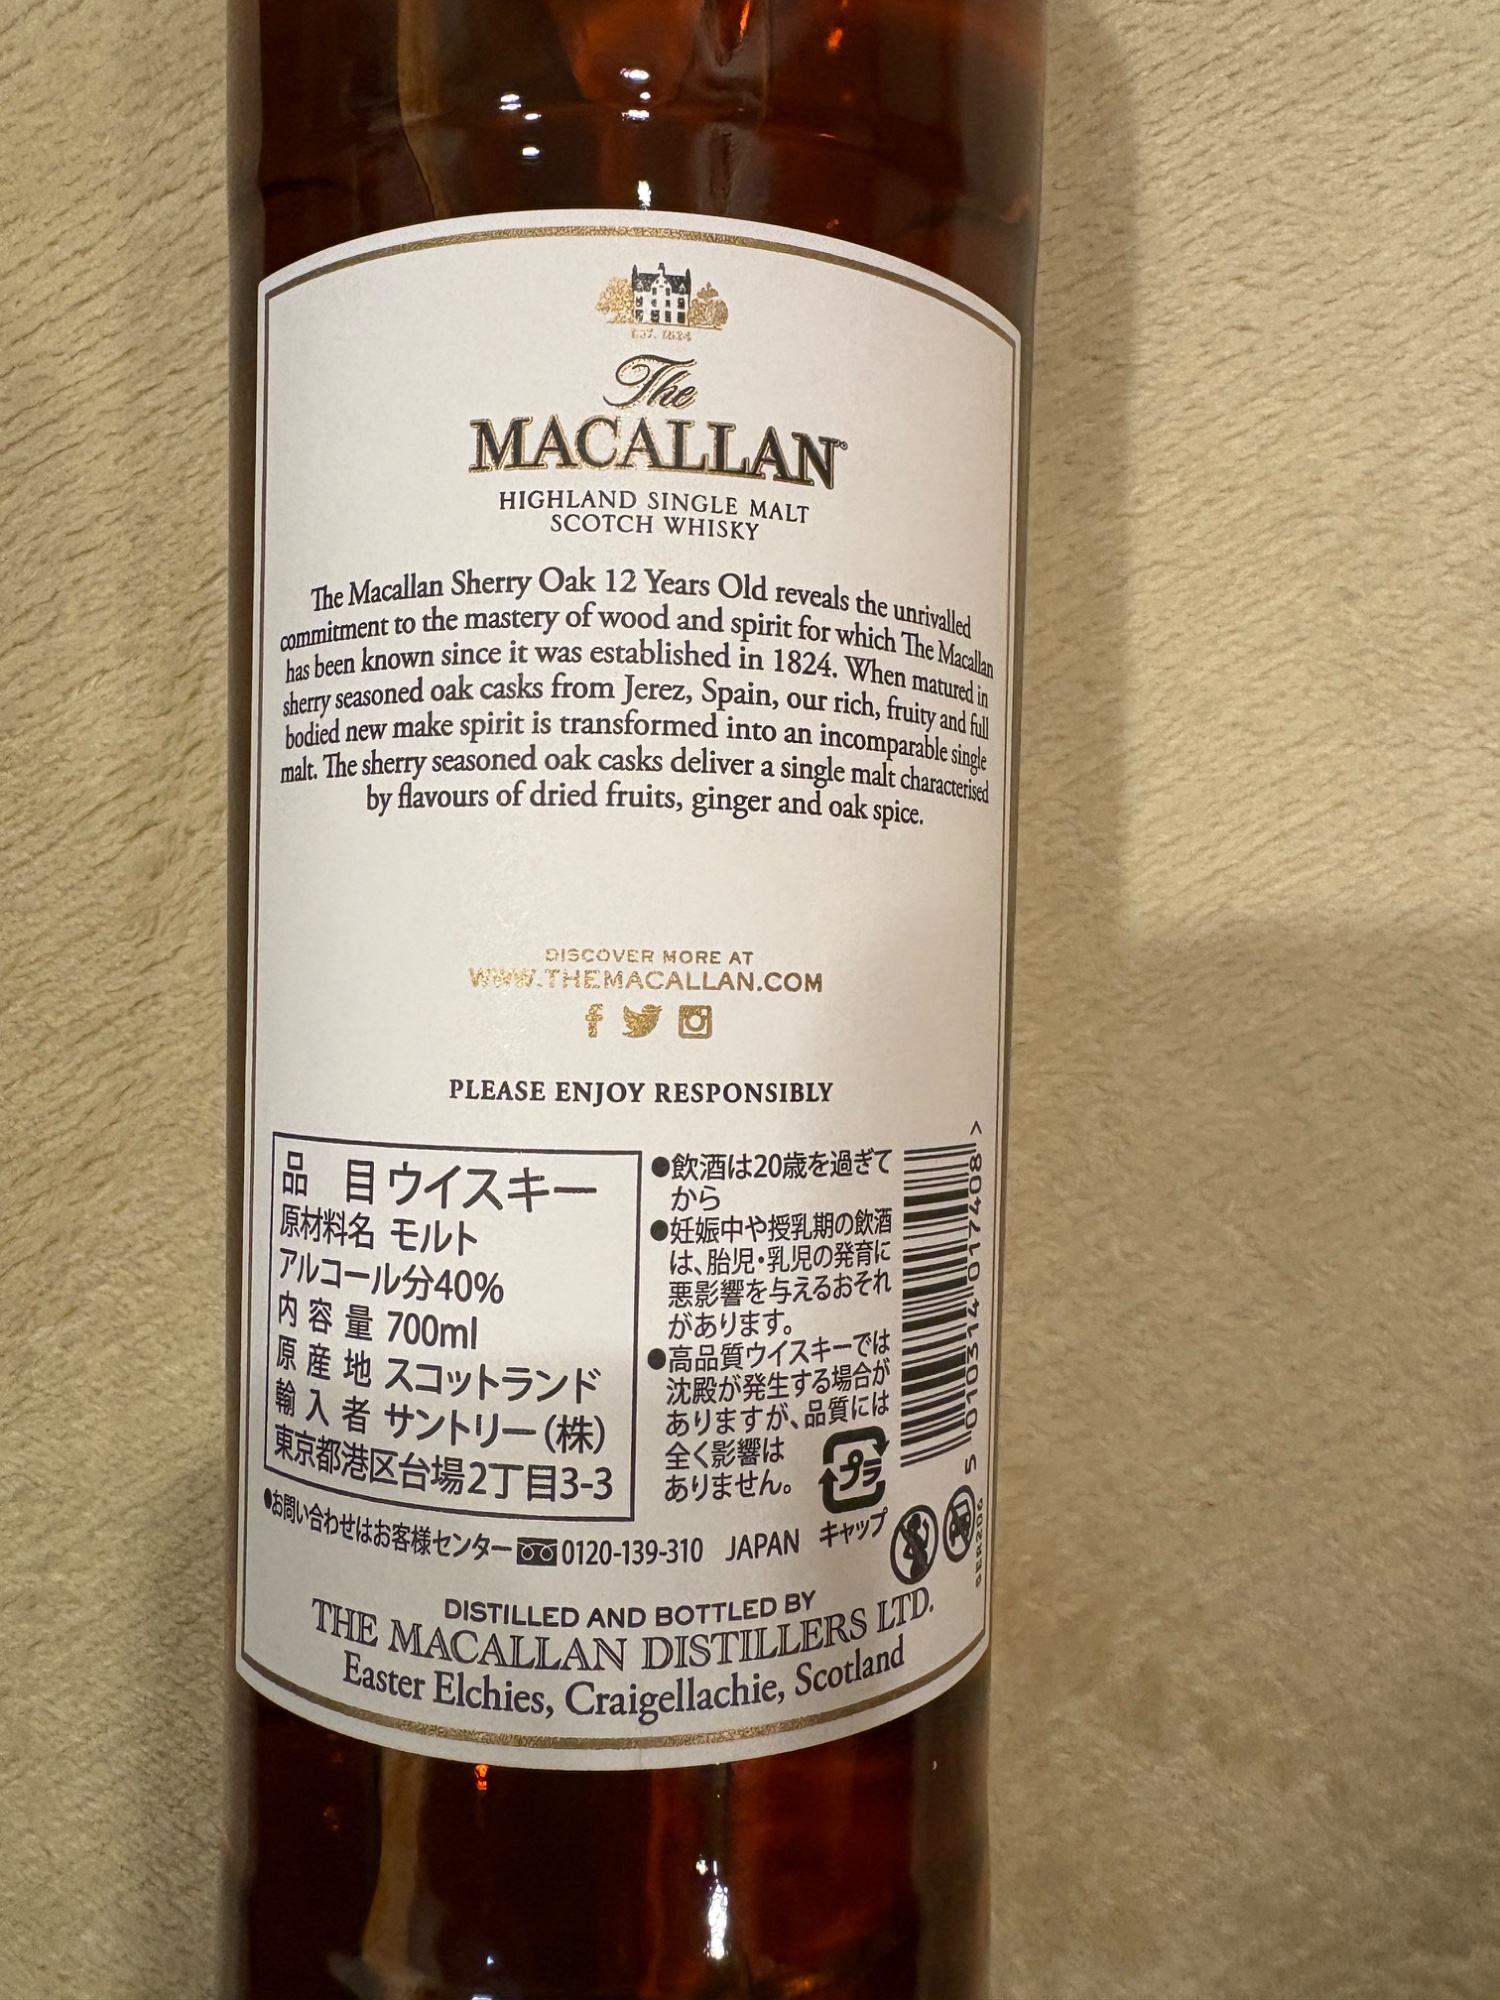 EST. 1824
The
MACALLAN®
HIGHLAND SINGLE MALT
SCOTCH WHISKY
The Macallan Sherry Oak 12 Years Old reveals the unrivalled
commitment to the mastery of wood and spirit for which The Macallan
has been known since it was established in 1824. When matured in
sherry seasoned oak casks from Jerez, Spain, our rich, fruity and full
bodied new make spirit is transformed into an incomparable single
malt. The sherry seasoned oak casks deliver a single malt characterised
by flavours of dried fruits, ginger and oak spice.
DISCOVER MORE AT
WWW.THEMACALLAN.COM
PLEASE ENJOY RESPONSIBLY
品目 ウイスキー
原材料名 モルト
アルコール分40%
内容量 700ml
原産地 スコットランド
輸入者 サントリー(株)
東京都港区台場2丁目3-3
●飲酒は20歳を過ぎて
から
●妊娠中や授乳期の飲酒
は、胎児・乳児の発育に
悪影響を与えるおそれ
があります。
●高品質ウイスキーでは
沈殿が発生する場合が
ありますが、品質には
全く影響は
ありません。
プラ
キャップ
5 010314 017408 >
●お問い合わせはお客様センター 0120-139-310 JAPAN
DISTILLED AND BOTTLED BY
THE MACALLAN DISTILLERS LTD.
Easter Elchies, Craigellachie, Scotland